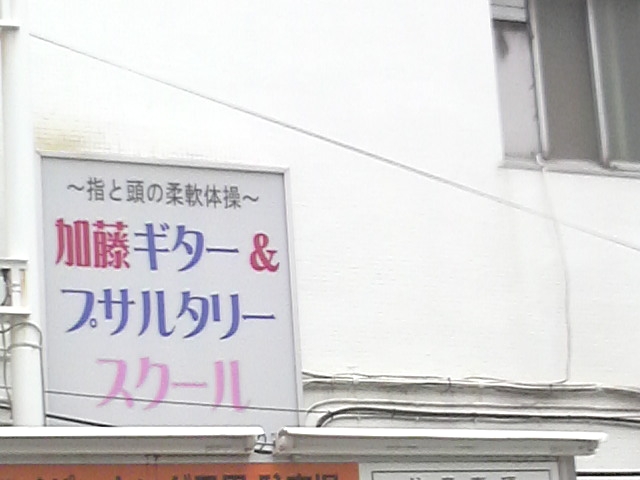 ～指と頭の柔軟体操～
加藤ギター&
プサルタリー
スクール